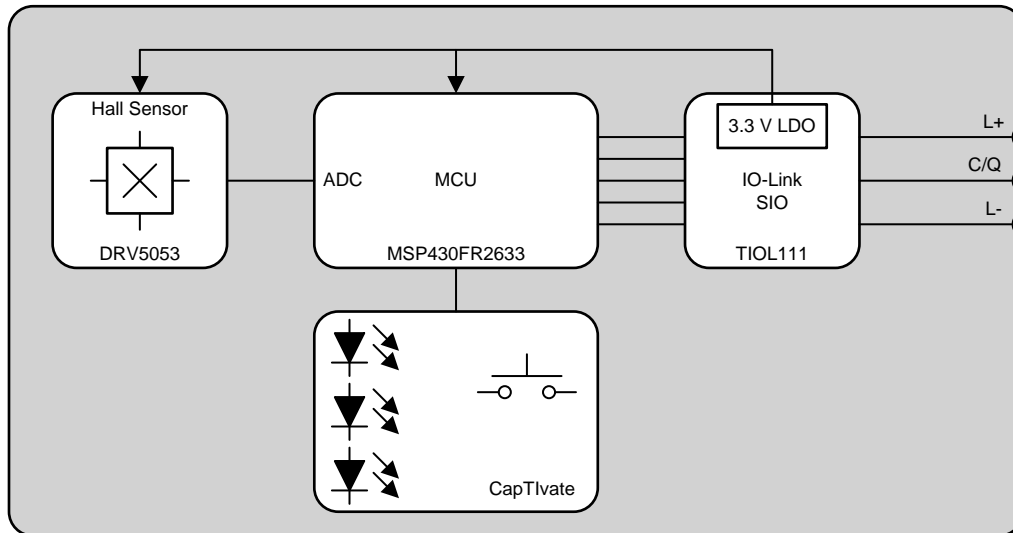 Hall Sensor
DRV5053
ADC
MCU
MSP430FR2633
3.3 V LDO
IO-Link
SIO
TIOL111
L+
C/Q
L-
CapTIvate